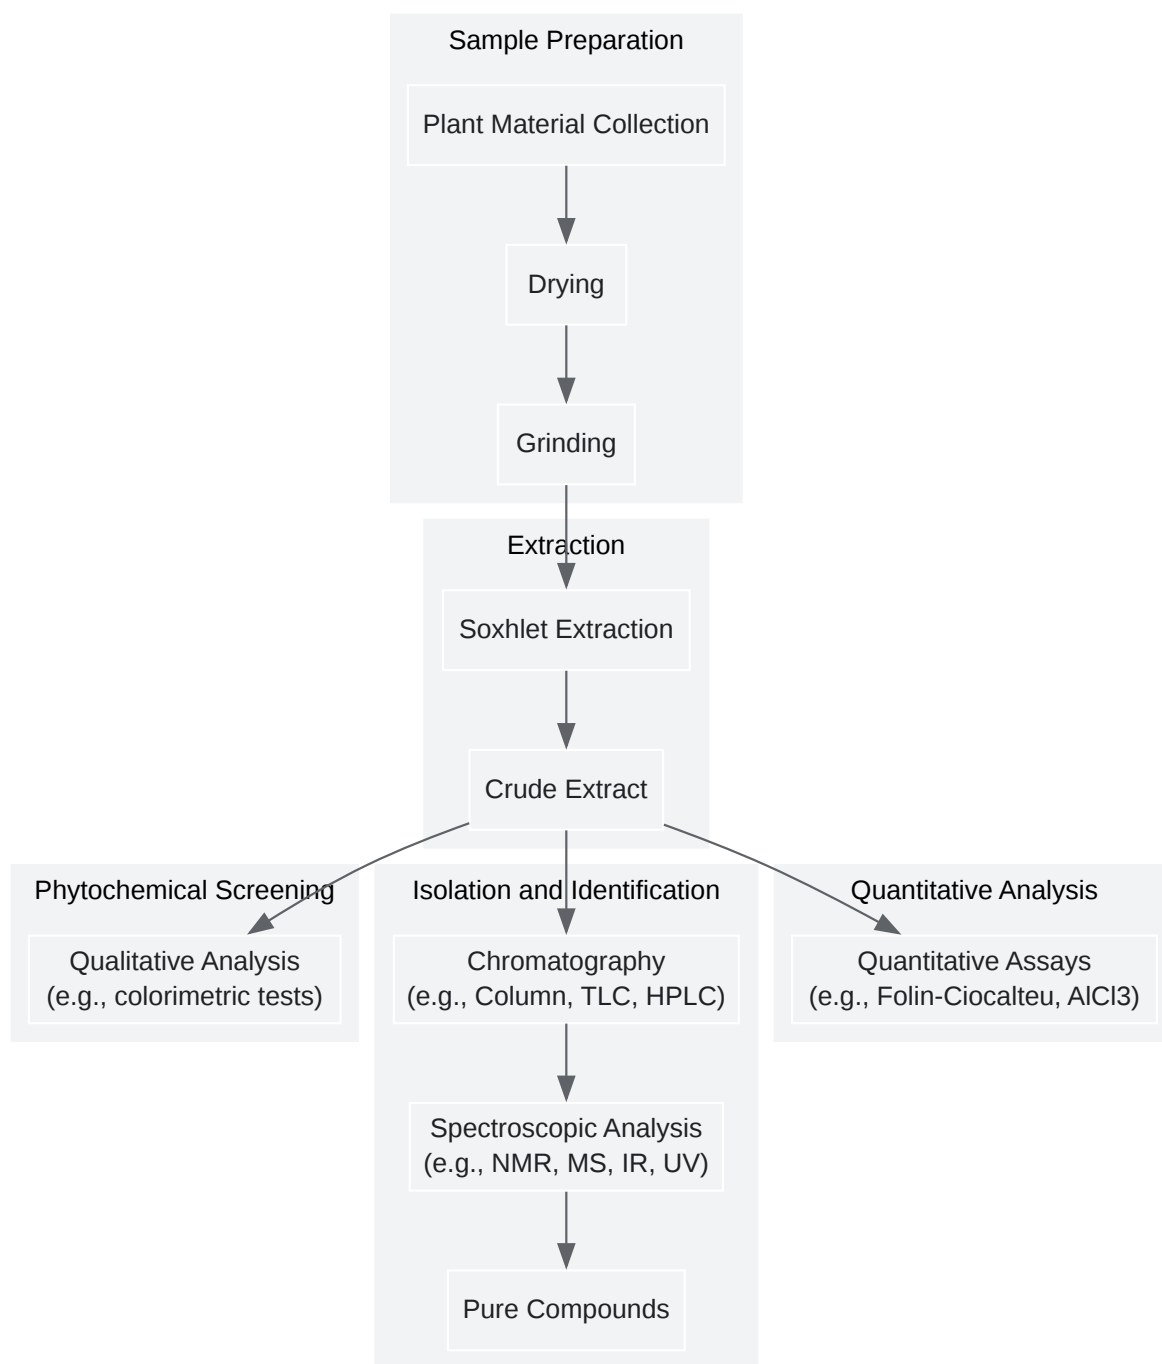 Sample Preparation
Plant Material Collection
Drying
Grinding
Extraction
Soxhlet Extraction
Crude Extract
Phytochemical Screening
Qualitative Analysis
(e.g., colorimetric tests)
Isolation and Identification
Chromatography
(e.g., Column, TLC, HPLC)
Spectroscopic Analysis
(e.g., NMR, MS, IR, UV)
Pure Compounds
Quantitative Analysis
Quantitative Assays
(e.g., Folin-Ciocalteu, AlCl3)